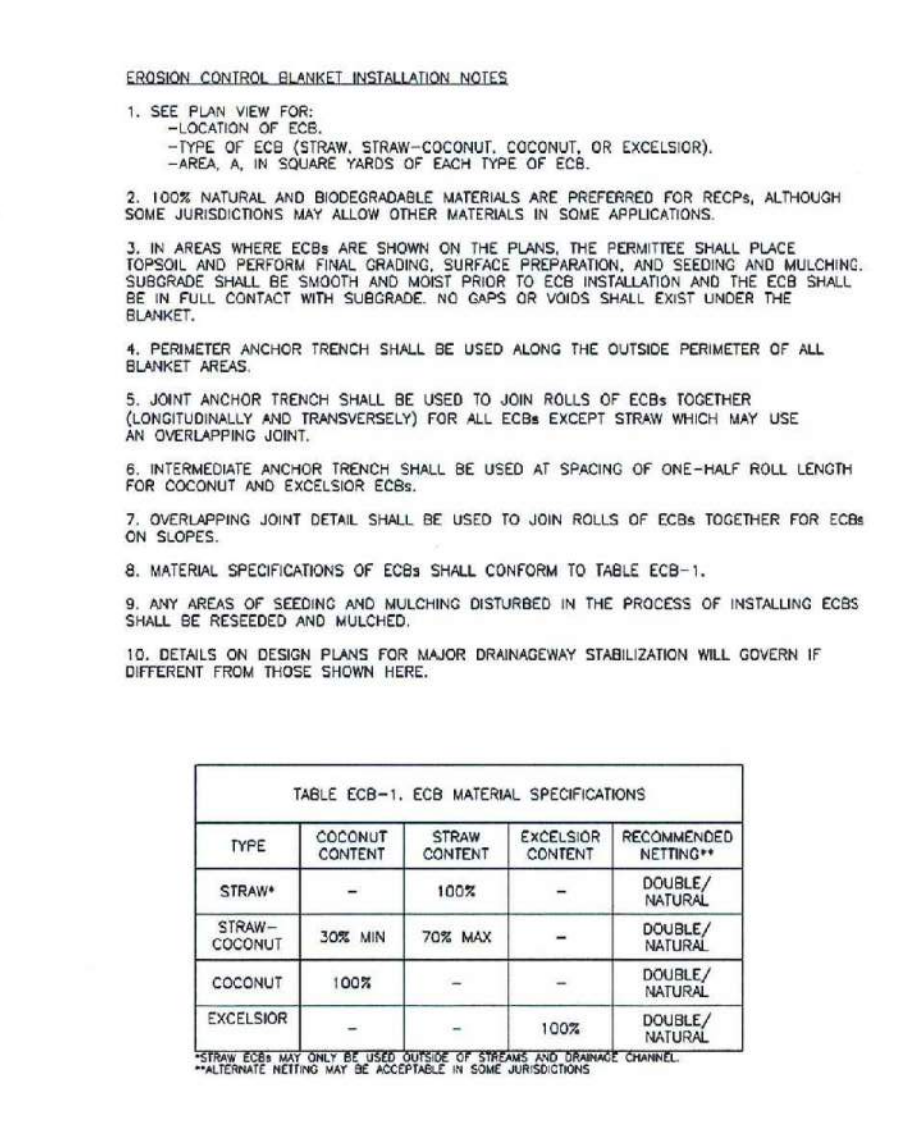 EROSION CONTROL BLANKET INSTALLATION NOTES
1. SEE PLAN VIEW FOR:
-LOCATION OF ECB.
-TYPE OF ECB (STRAW, STRAW-COCONUT, COCONUT, OR EXCELSIOR).
-AREA, A, IN SQUARE YARDS OF EACH TYPE OF ECB.
2. 100% NATURAL AND BIODEGRADABLE MATERIALS ARE PREFERRED FOR RECPs, ALTHOUGH
SOME JURISDICTIONS MAY ALLOW OTHER MATERIALS IN SOME APPLICATIONS.
3. IN AREAS WHERE ECBs ARE SHOWN ON THE PLANS, THE PERMITTEE SHALL PLACE
TOPSOIL AND PERFORM FINAL GRADING, SURFACE PREPARATION, AND SEEDING AND MULCHING.
SUBGRADE SHALL BE SMOOTH AND MOIST PRIOR TO ECB INSTALLATION AND THE ECB SHALL
BE IN FULL CONTACT WITH SUBGRADE. NO GAPS OR VOIDS SHALL EXIST UNDER THE
BLANKET.
4. PERIMETER ANCHOR TRENCH SHALL BE USED ALONG THE OUTSIDE PERIMETER OF ALL
BLANKET AREAS.
5. JOINT ANCHOR TRENCH SHALL BE USED TO JOIN ROLLS OF ECBs TOGETHER
(LONGITUDINALLY AND TRANSVERSELY) FOR ALL ECBs EXCEPT STRAW WHICH MAY USE
AN OVERLAPPING JOINT.
6. INTERMEDIATE ANCHOR TRENCH SHALL BE USED AT SPACING OF ONE-HALF ROLL LENGTH
FOR COCONUT AND EXCELSIOR ECBs.
7. OVERLAPPING JOINT DETAIL SHALL BE USED TO JOIN ROLLS OF ECBs TOGETHER FOR ECBs
ON SLOPES.
8. MATERIAL SPECIFICATIONS OF ECBs SHALL CONFORM TO TABLE ECB-1.
9. ANY AREAS OF SEEDING AND MULCHING DISTURBED IN THE PROCESS OF INSTALLING ECBS
SHALL BE RESEEDED AND MULCHED.
10. DETAILS ON DESIGN PLANS FOR MAJOR DRAINAGEWAY STABILIZATION WILL GOVERN IF
DIFFERENT FROM THOSE SHOWN HERE.
TABLE ECB-1. ECB MATERIAL SPECIFICATIONS
TYPE COCONUT CONTENT STRAW CONTENT EXCELSIOR CONTENT RECOMMENDED NETTING**
STRAW* - 100% - DOUBLE/ NATURAL
STRAW-COCONUT 30% MIN 70% MAX - DOUBLE/ NATURAL
COCONUT 100% - - DOUBLE/ NATURAL
EXCELSIOR - - 100% DOUBLE/ NATURAL
*STRAW ECBs MAY ONLY BE USED OUTSIDE OF STREAMS AND DRAINAGE CHANNEL.
**ALTERNATE NETTING MAY BE ACCEPTABLE IN SOME JURISDICTIONS